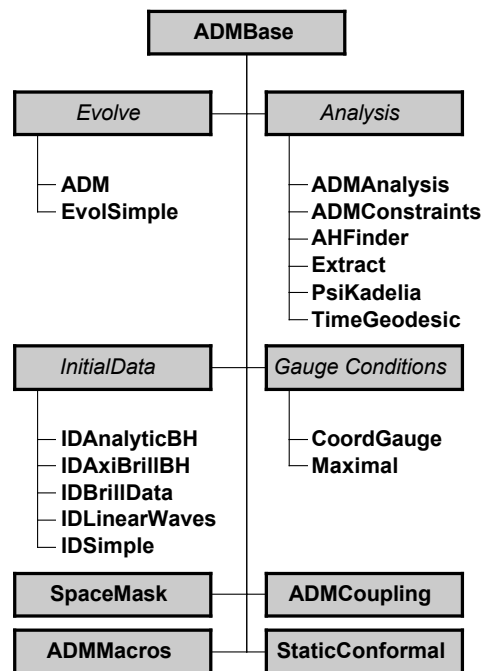 ADMBase
Evolve
ADM
EvolSimple
Analysis
ADMAnalysis
ADMConstraints
AHFinder
Extract
PsiKadelia
TimeGeodesic
InitialData
IDAnalyticBH
IDAxiBrillBH
IDBrillData
IDLinearWaves
IDSimple
Gauge Conditions
CoordGauge
Maximal
SpaceMask
ADMCoupling
ADMMacros
StaticConformal